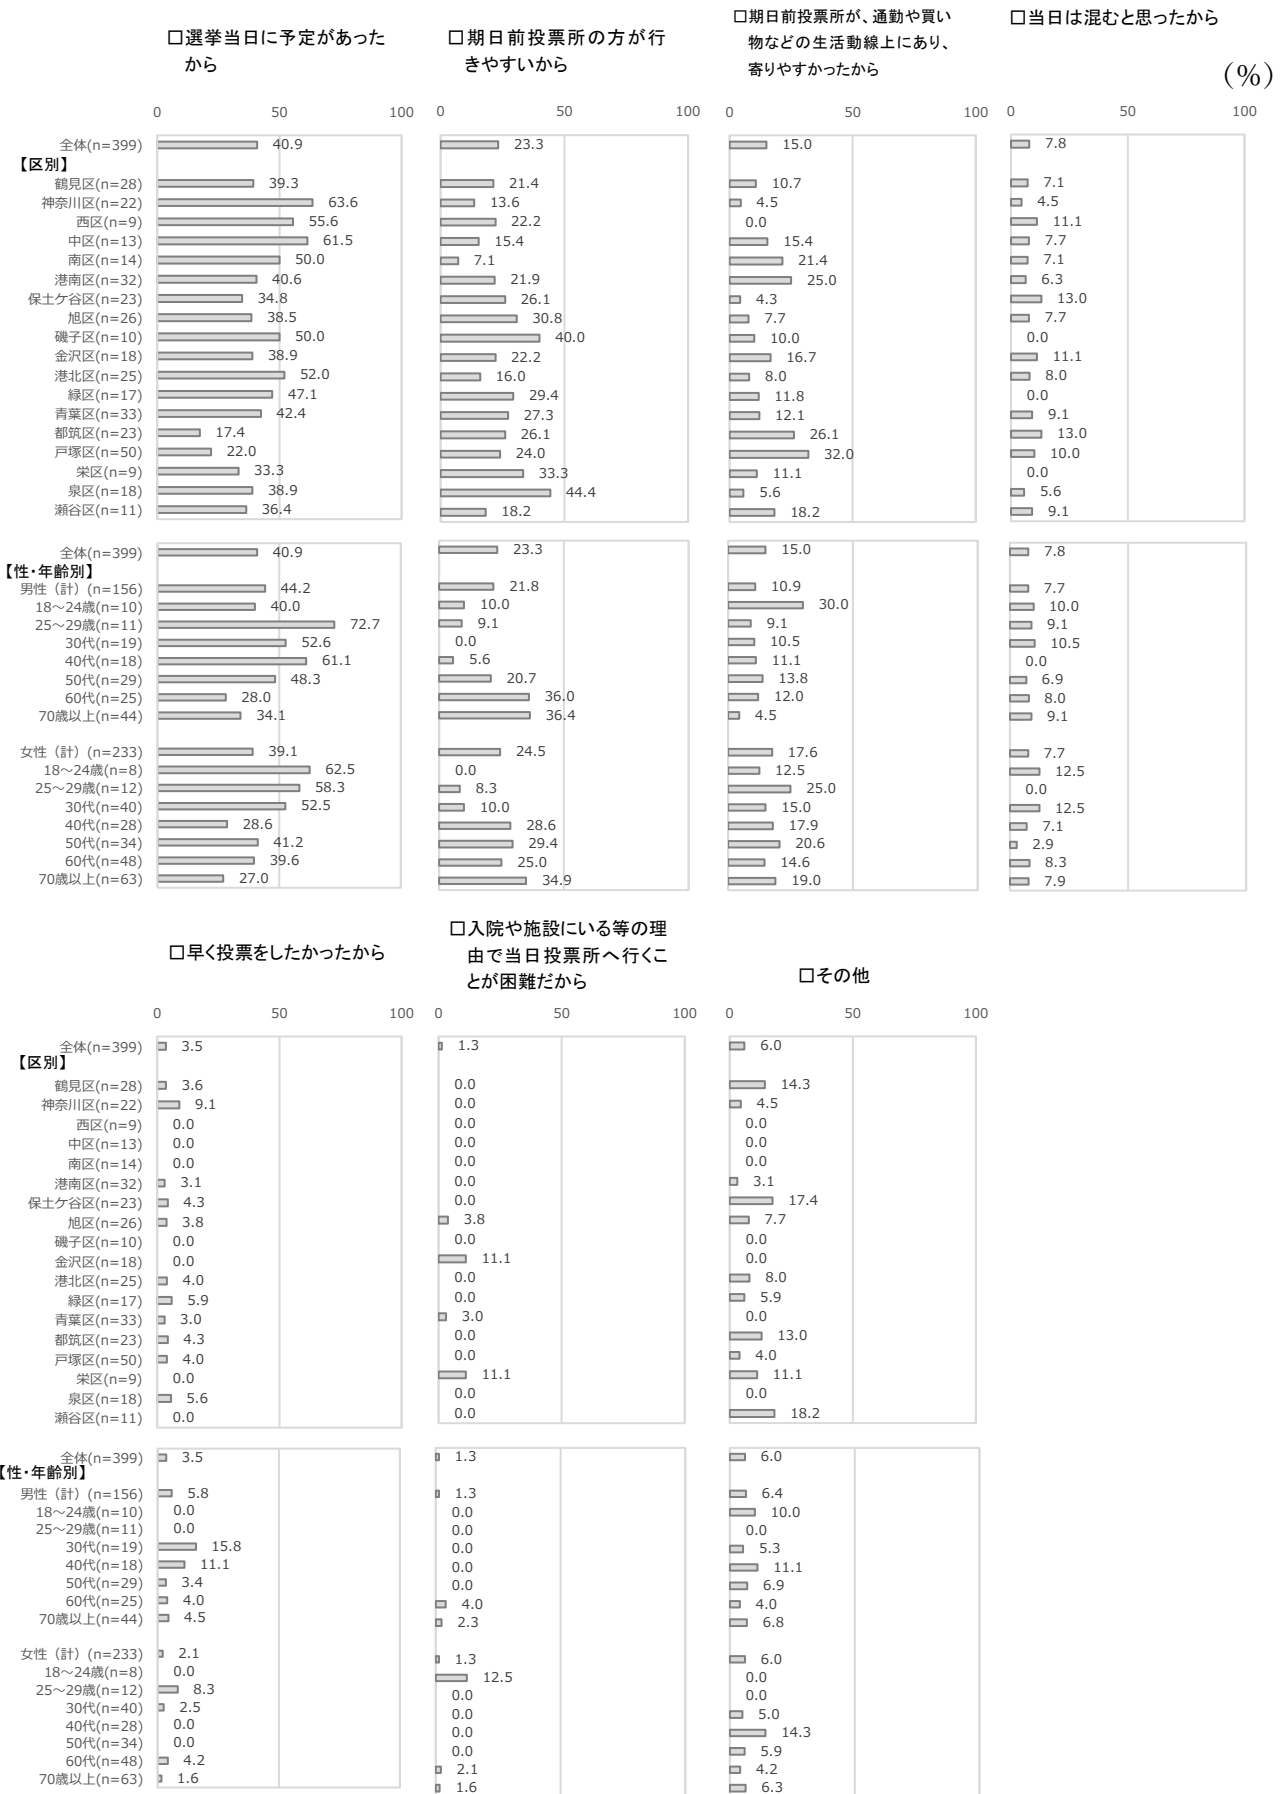 □選挙当日に予定があった
から
□期日前投票所の方が行
きやすいから
□期日前投票所が、通勤や買い
物などの生活動線上にあり、
寄りやすかったから
□当日は混むと思ったから
(%)
0 50 100 0 50 100 0 50 100 0 50 100
全体(n=399) 40.9 23.3 15.0 7.8
【区別】
鶴見区(n=28) 39.3 21.4 10.7 7.1
神奈川区(n=22) 63.6 13.6 4.5 4.5
西区(n=9) 55.6 22.2 0.0 11.1
中区(n=13) 61.5 15.4 15.4 7.7
南区(n=14) 50.0 7.1 21.4 7.1
港南区(n=32) 40.6 21.9 25.0 6.3
保土ケ谷区(n=23) 34.8 26.1 4.3 13.0
旭区(n=26) 38.5 30.8 7.7 7.7
磯子区(n=10) 50.0 40.0 10.0 0.0
金沢区(n=18) 38.9 22.2 16.7 11.1
港北区(n=25) 52.0 16.0 8.0 8.0
緑区(n=17) 47.1 29.4 11.8 0.0
青葉区(n=33) 42.4 27.3 12.1 9.1
都筑区(n=23) 17.4 26.1 26.1 13.0
戸塚区(n=50) 22.0 24.0 32.0 10.0
栄区(n=9) 33.3 33.3 11.1 0.0
泉区(n=18) 38.9 44.4 5.6 5.6
瀬谷区(n=11) 36.4 18.2 18.2 9.1
全体(n=399) 40.9 23.3 15.0 7.8
【性・年齢別】
男性（計）(n=156) 44.2 21.8 10.9 7.7
18～24歳(n=10) 40.0 10.0 30.0 10.0
25～29歳(n=11) 72.7 9.1 9.1 9.1
30代(n=19) 52.6 0.0 10.5 10.5
40代(n=18) 61.1 5.6 11.1 0.0
50代(n=29) 48.3 20.7 13.8 6.9
60代(n=25) 28.0 36.0 12.0 8.0
70歳以上(n=44) 34.1 36.4 4.5 9.1
女性（計）(n=233) 39.1 24.5 17.6 7.7
18～24歳(n=8) 62.5 0.0 12.5 12.5
25～29歳(n=12) 58.3 8.3 25.0 0.0
30代(n=40) 52.5 10.0 15.0 12.5
40代(n=28) 28.6 28.6 17.9 7.1
50代(n=34) 41.2 29.4 20.6 2.9
60代(n=48) 39.6 25.0 14.6 8.3
70歳以上(n=63) 27.0 34.9 19.0 7.9
□早く投票をしたかったから
□入院や施設にいる等の理
由で当日投票所へ行くこ
とが困難だから
□その他
0 50 100 0 50 100 0 50 100
全体(n=399) 3.5 1.3 6.0
【区別】
鶴見区(n=28) 3.6 0.0 14.3
神奈川区(n=22) 9.1 0.0 4.5
西区(n=9) 0.0 0.0 0.0
中区(n=13) 0.0 0.0 0.0
南区(n=14) 0.0 0.0 0.0
港南区(n=32) 3.1 0.0 3.1
保土ケ谷区(n=23) 4.3 0.0 17.4
旭区(n=26) 3.8 3.8 7.7
磯子区(n=10) 0.0 0.0 0.0
金沢区(n=18) 0.0 11.1 0.0
港北区(n=25) 4.0 0.0 8.0
緑区(n=17) 5.9 0.0 5.9
青葉区(n=33) 3.0 3.0 0.0
都筑区(n=23) 4.3 0.0 13.0
戸塚区(n=50) 4.0 0.0 4.0
栄区(n=9) 0.0 11.1 11.1
泉区(n=18) 5.6 0.0 0.0
瀬谷区(n=11) 0.0 0.0 18.2
全体(n=399) 3.5 1.3 6.0
【性・年齢別】
男性（計）(n=156) 5.8 1.3 6.4
18～24歳(n=10) 0.0 0.0 10.0
25～29歳(n=11) 0.0 0.0 0.0
30代(n=19) 15.8 0.0 5.3
40代(n=18) 11.1 0.0 11.1
50代(n=29) 3.4 0.0 6.9
60代(n=25) 4.0 4.0 4.0
70歳以上(n=44) 4.5 2.3 6.8
女性（計）(n=233) 2.1 1.3 6.0
18～24歳(n=8) 0.0 12.5 0.0
25～29歳(n=12) 8.3 0.0 0.0
30代(n=40) 2.5 0.0 5.0
40代(n=28) 0.0 0.0 14.3
50代(n=34) 0.0 0.0 5.9
60代(n=48) 4.2 2.1 4.2
70歳以上(n=63) 1.6 1.6 6.3